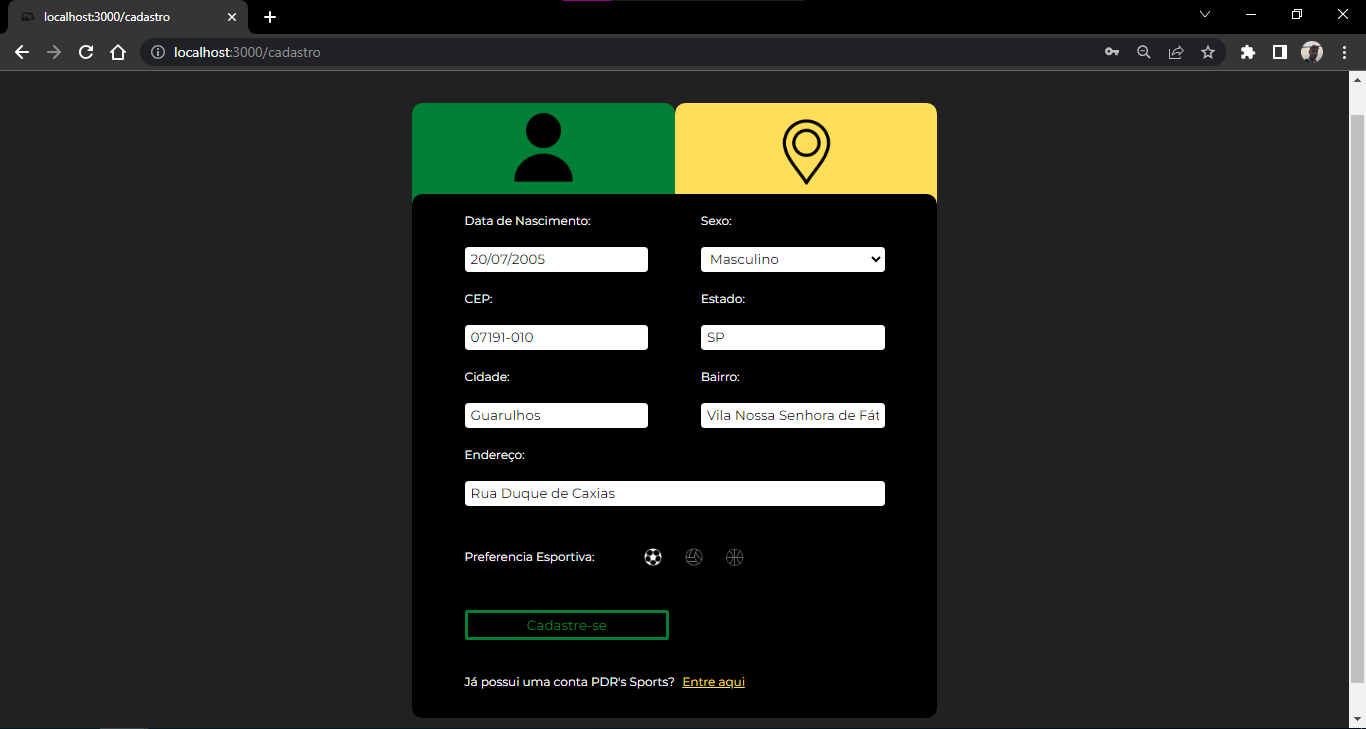 localhost:3000/cadastro
localhost:3000/cadastro
Data de Nascimento: Sexo:
20/07/2005 Masculino
CEP: Estado:
07191-010 SP
Cidade: Bairro:
Guarulhos Vila Nossa Senhora de Fát
Endereço:
Rua Duque de Caxias
Preferencia Esportiva:
Cadastre-se
Já possui uma conta PDR's Sports? Entre aqui